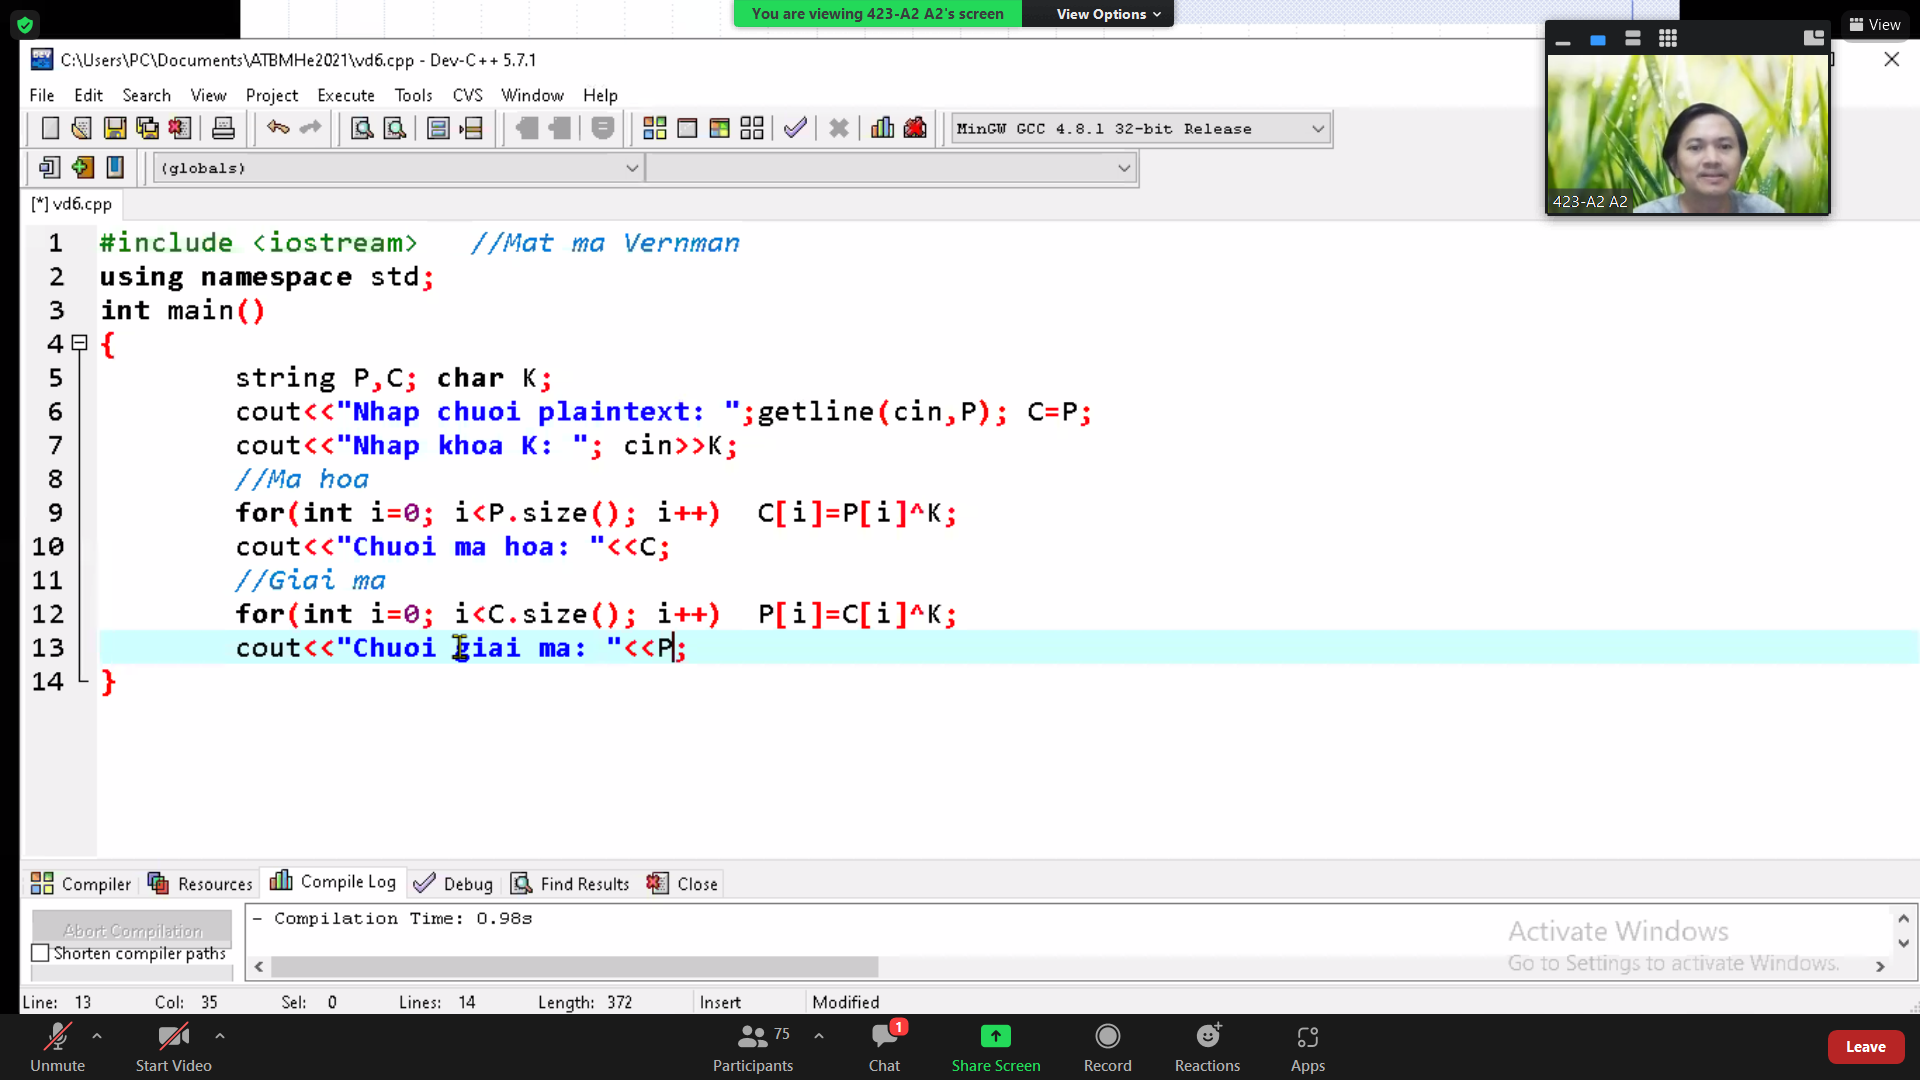 You are viewing 423-A2 A2's screen
View Options
View
C:\Users\PC\Documents\ATBMHe2021\vd6.cpp - Dev-C++ 5.7.1
File Edit Search View Project Execute Tools CVS Window Help
MinGW GCC 4.8.1 32-bit Release
(globals)
423-A2 A2
[*] vd6.cpp
1 #include <iostream> //Mat ma Vernman
2 using namespace std;
3 int main()
4 {
5 string P,C; char K;
6 cout<<"Nhap chuoi plaintext: ";getline(cin,P); C=P;
7 cout<<"Nhap khoa K: "; cin>>K;
8 //Ma hoa
9 for(int i=0; i<P.size(); i++) C[i]=P[i]^K;
10 cout<<"Chuoi ma hoa: "<<C;
11 //Giai ma
12 for(int i=0; i<C.size(); i++) P[i]=C[i]^K;
13 cout<<"Chuoi giai ma: "<<P;
14 }
Compiler Resources Compile Log Debug Find Results Close
Abort Compilation
Shorten compiler paths
- Compilation Time: 0.98s
Activate Windows
Go to Settings to activate Windows.
Line: 13 Col: 35 Sel: 0 Lines: 14 Length: 372 Insert Modified
75
1
Unmute Start Video Participants Chat Share Screen Record Reactions Apps Leave